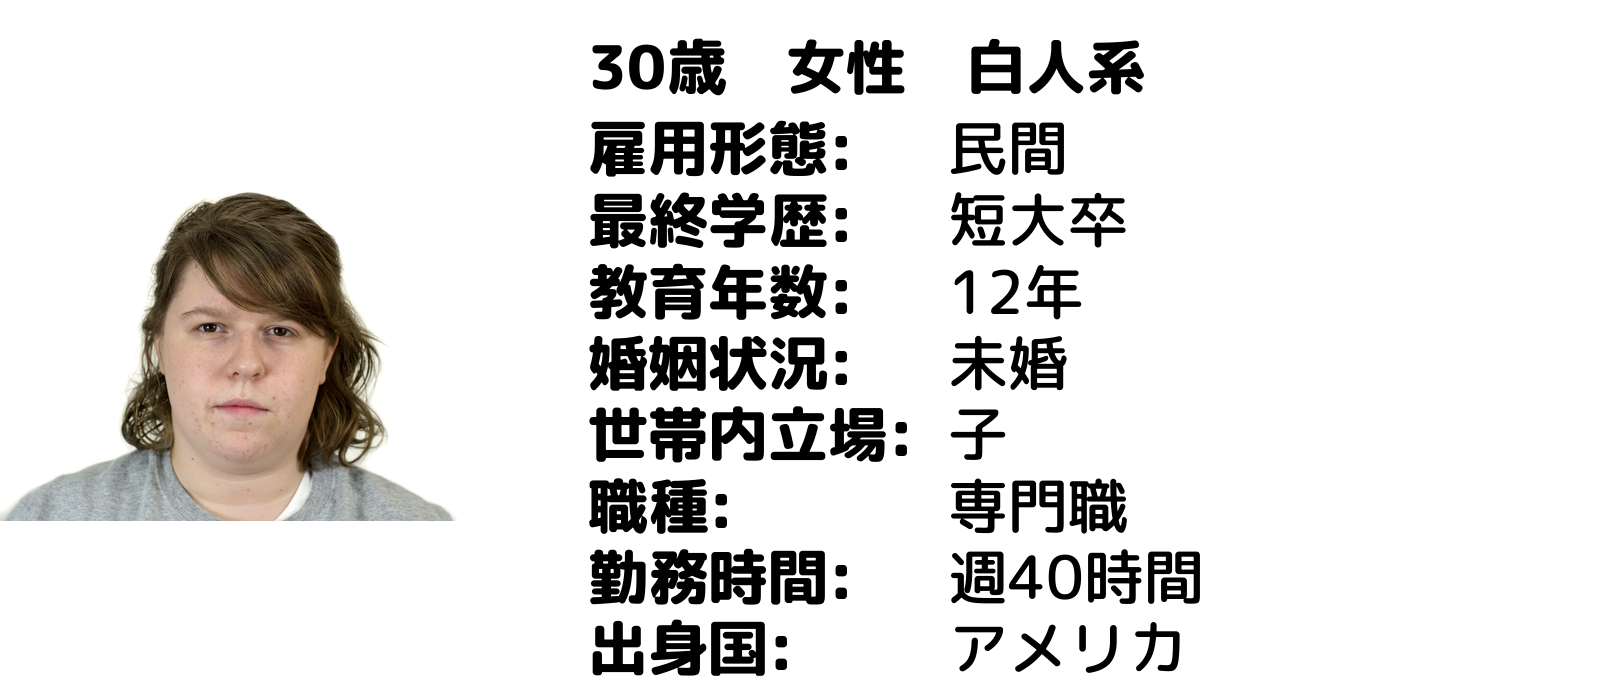 30歳　女性　白人系
雇用形態:　民間
最終学歴:　短大卒
教育年数:　12年
婚姻状況:　未婚
世帯内立場:　子
職種:　専門職
勤務時間:　週40時間
出身国:　アメリカ